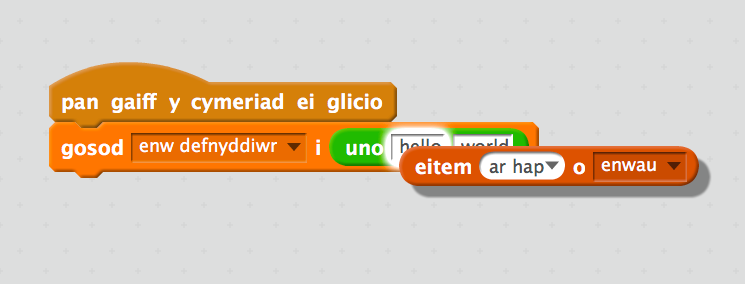 pan gaiff y cymeriad ei glicio
gosod enw defnyddiwr i uno hello world
eitem ar hap o enwau